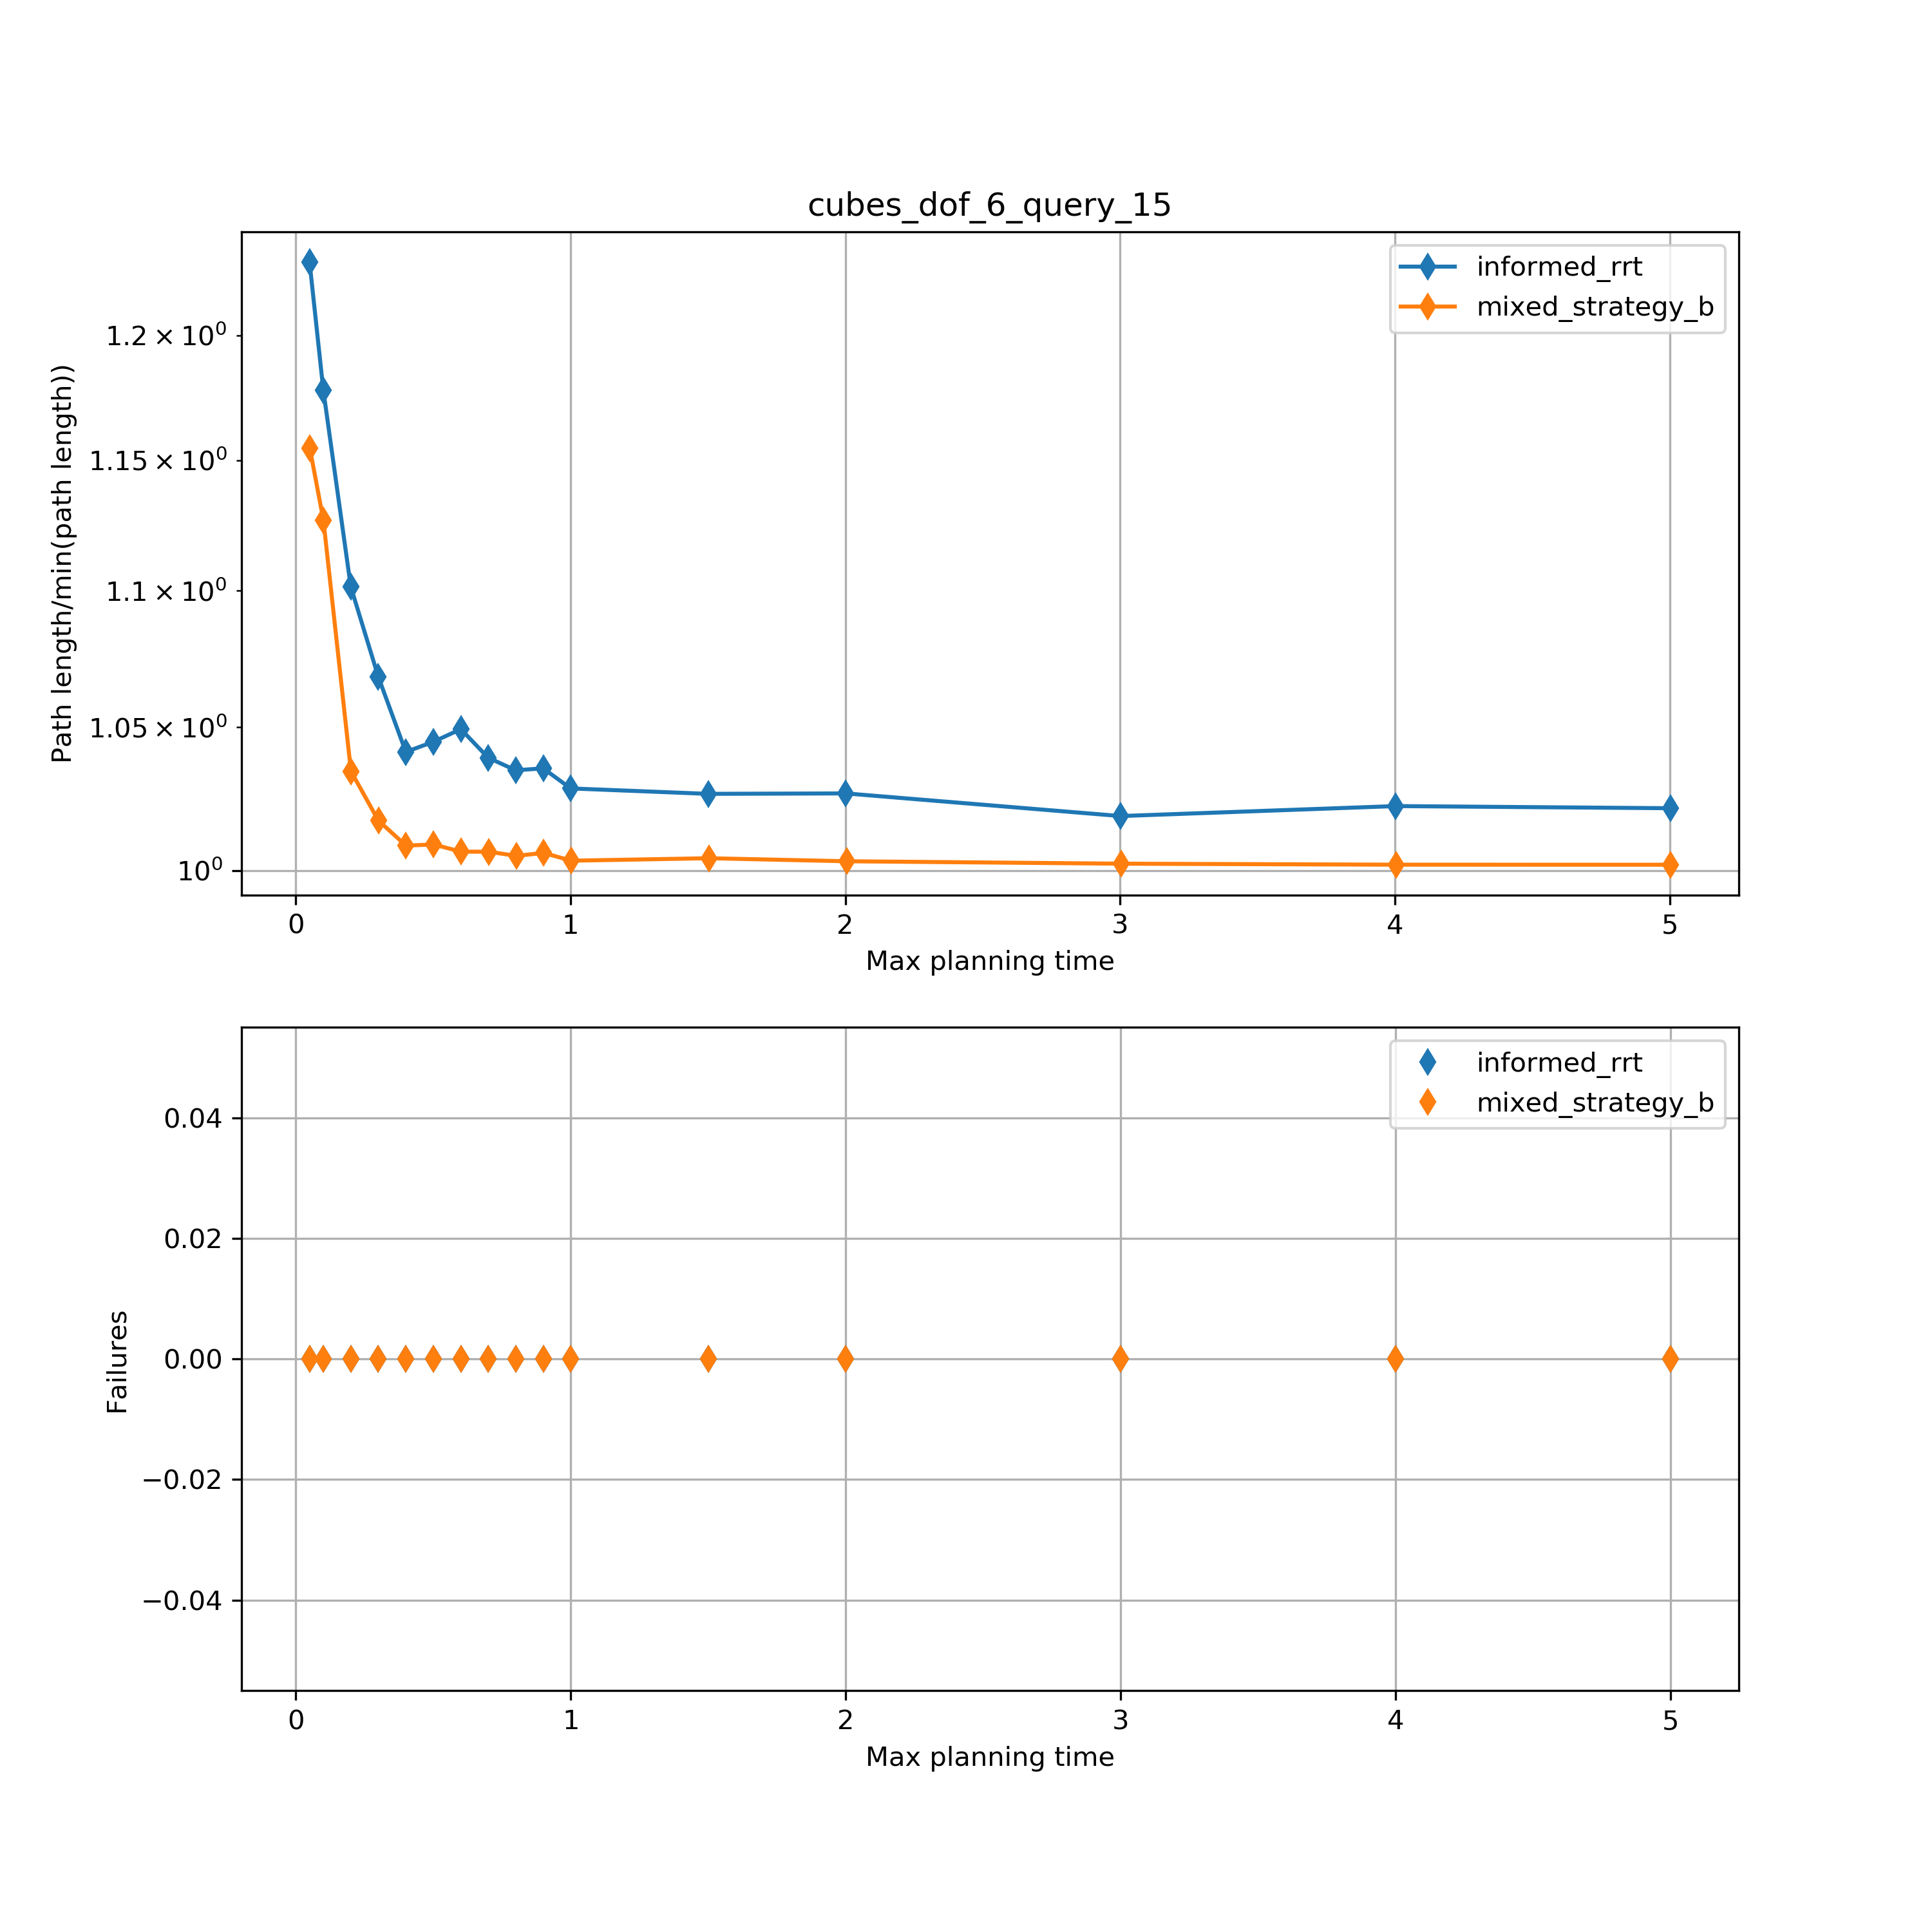 cubes_dof_6_query_15
Path length/min(path length))
1.2 × 10⁰
1.15 × 10⁰
1.1 × 10⁰
1.05 × 10⁰
10⁰
informed_rrt
mixed_strategy_b
0 1 2 3 4 5
Max planning time
Failures
0.04
0.02
0.00
−0.02
−0.04
informed_rrt
mixed_strategy_b
0 1 2 3 4 5
Max planning time